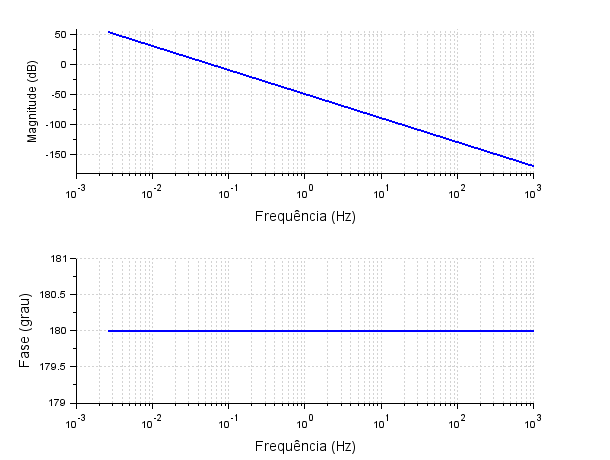 50
0
-50
-100
-150
Magnitude (dB)
10^-3 10^-2 10^-1 10^0 10^1 10^2 10^3
Frequência (Hz)
181
180.5
180
179.5
179
Fase (grau)
10^-3 10^-2 10^-1 10^0 10^1 10^2 10^3
Frequência (Hz)